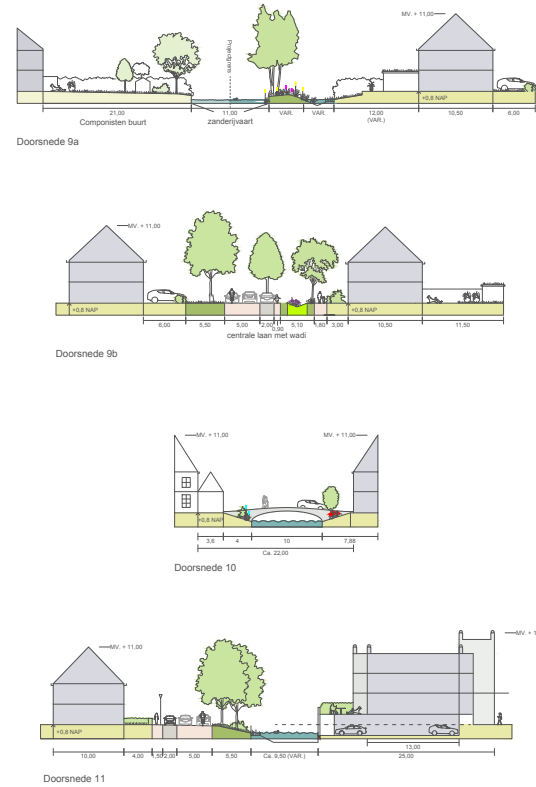 MV. + 11,00
Projectgrens
+0,8 NAP
21,00 11,00 VAR. VAR. 12,00 10,50 6,00
(VAR.)
Componisten buurt zanderijvaart
Doorsnede 9a
MV. + 11,00
+0,8 NAP +0,8 NAP
6,00 5,50 5,00 2,00 0,90 5,10 1,80 3,00 10,50 11,50
centrale laan met wadi
Doorsnede 9b
MV. + 11,00 MV. + 11,00
+0,8 NAP
3,6 4 10 7,88
Ca. 22,00
Doorsnede 10
MV. + 1
MV. + 11,00
+0,8 NAP
13,00
10,00 4,00 1,50 2,00 5,00 5,50 Ca. 9,50 (VAR.) 25,00
Doorsnede 11